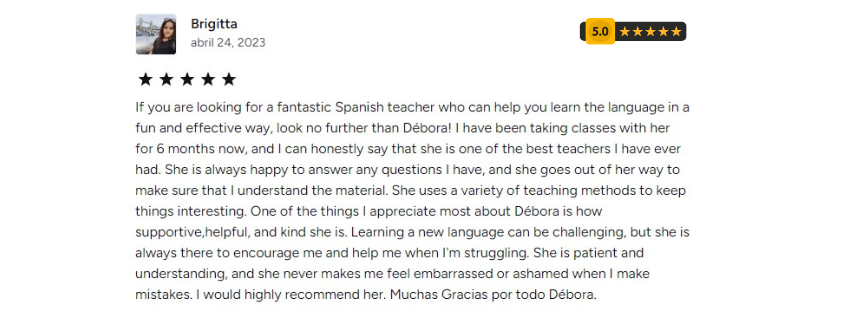 Brigitta
abril 24, 2023
5.0
If you are looking for a fantastic Spanish teacher who can help you learn the language in a
fun and effective way, look no further than Débora! I have been taking classes with her
for 6 months now, and I can honestly say that she is one of the best teachers I have ever
had. She is always happy to answer any questions I have, and she goes out of her way to
make sure that I understand the material. She uses a variety of teaching methods to keep
things interesting. One of the things I appreciate most about Débora is how
supportive,helpful, and kind she is. Learning a new language can be challenging, but she is
always there to encourage me and help me when I'm struggling. She is patient and
understanding, and she never makes me feel embarrassed or ashamed when I make
mistakes. I would highly recommend her. Muchas Gracias por todo Débora.